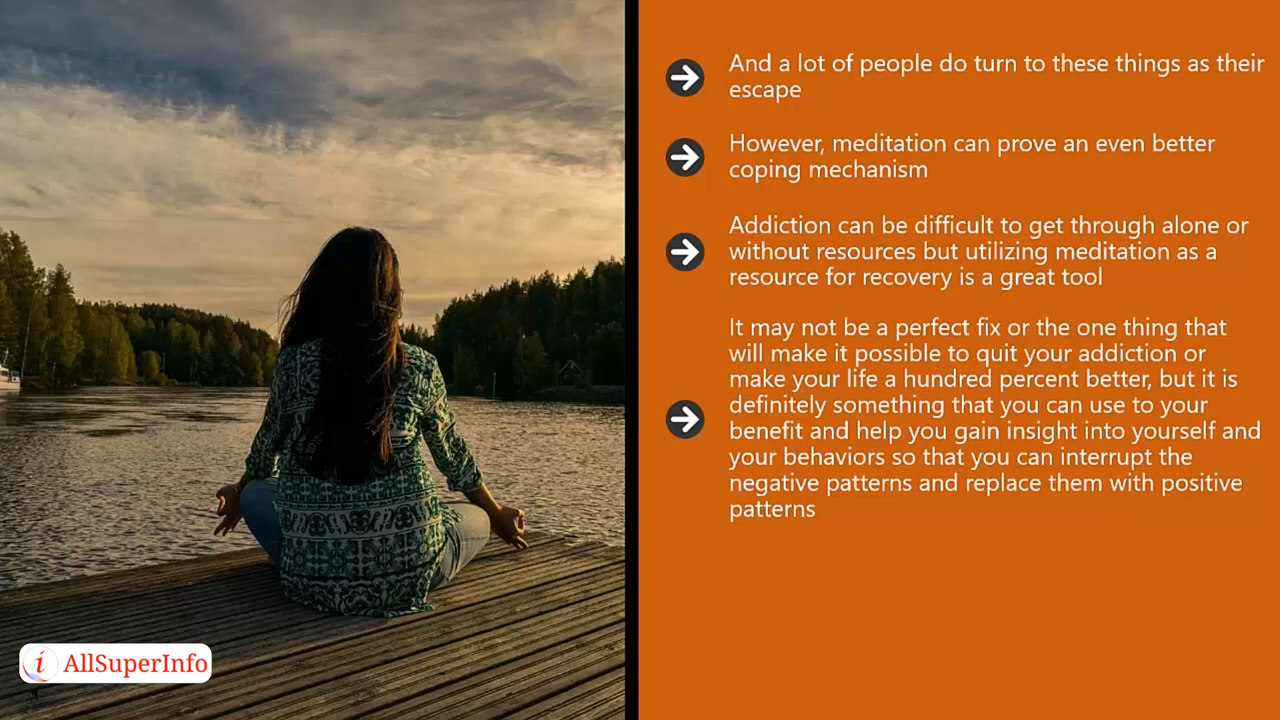 And a lot of people do turn to these things as their
escape
However, meditation can prove an even better
coping mechanism
Addiction can be difficult to get through alone or
without resources but utilizing meditation as a
resource for recovery is a great tool
It may not be a perfect fix or the one thing that
will make it possible to quit your addiction or
make your life a hundred percent better, but it is
definitely something that you can use to your
benefit and help you gain insight into yourself and
your behaviors so that you can interrupt the
negative patterns and replace them with positive
patterns
i AllSuperInfo